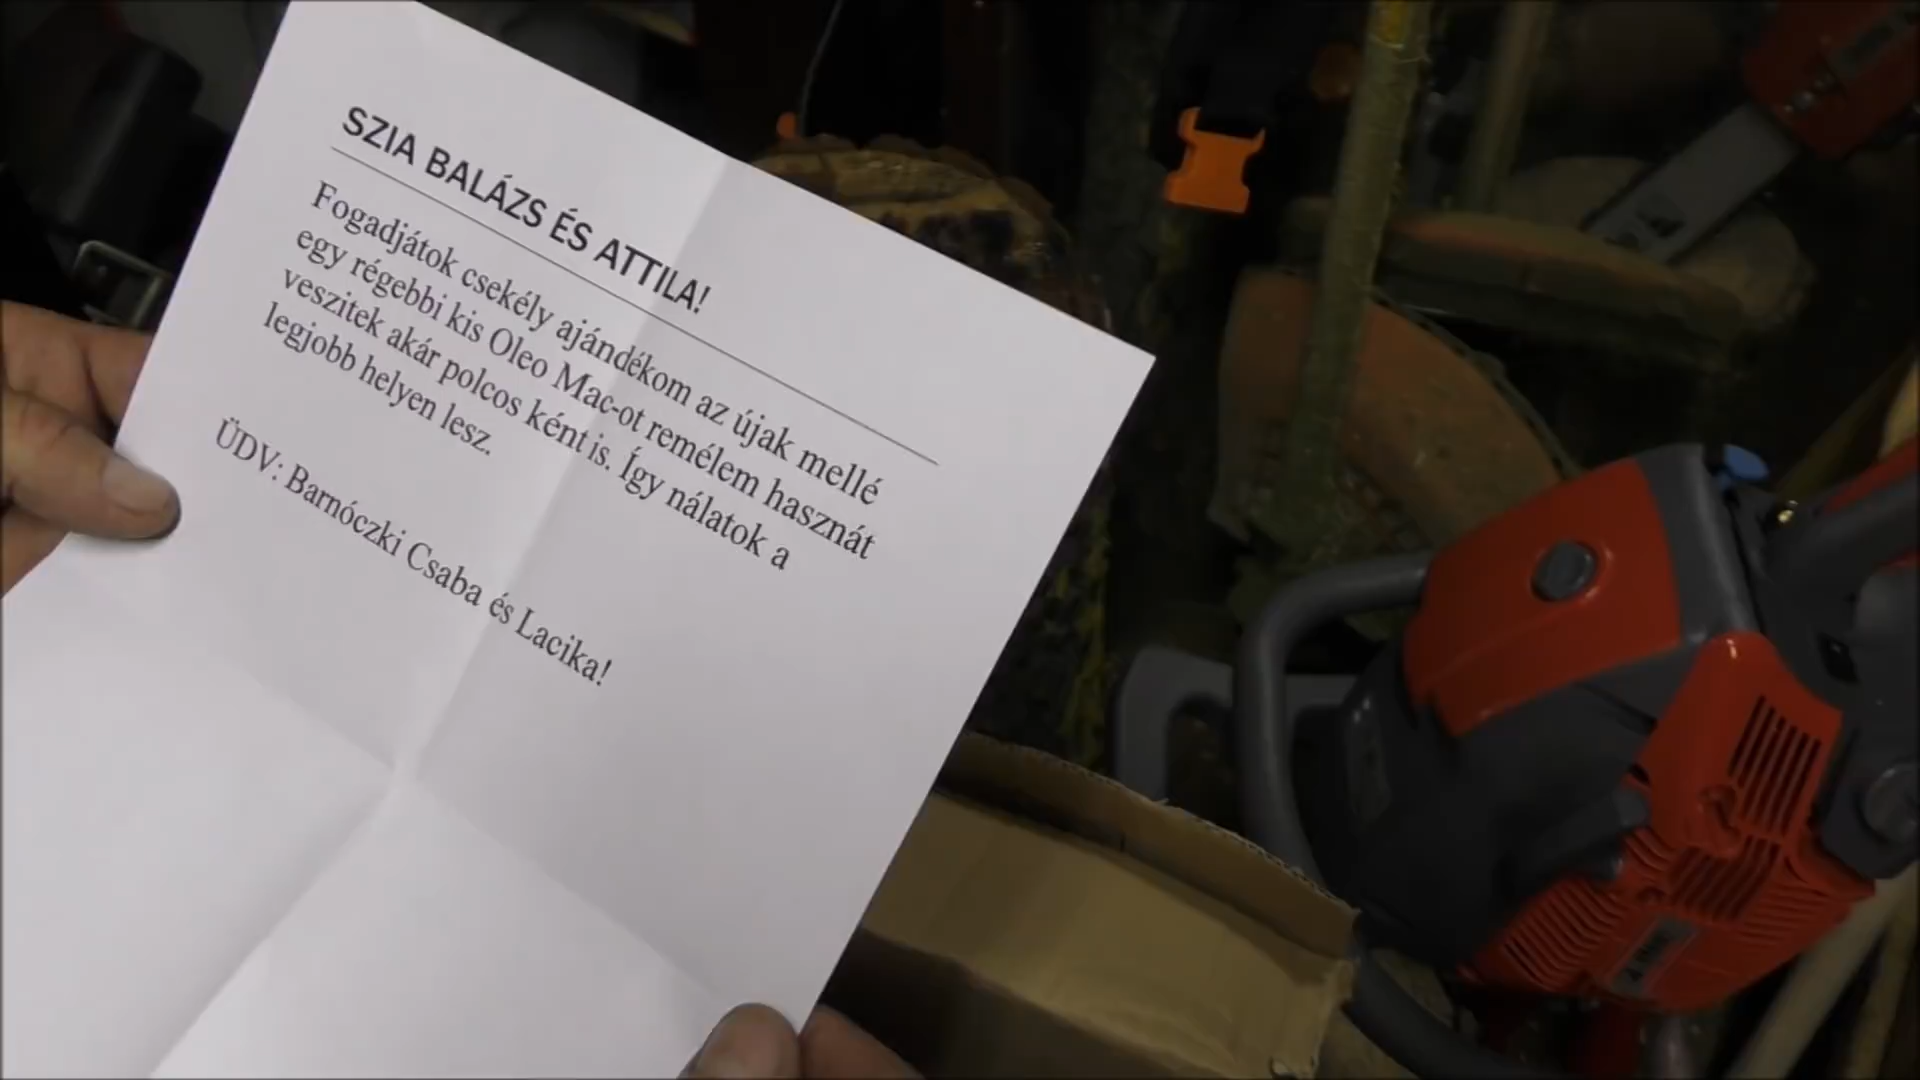 SZIA BALÁZS ÉS ATTILA!
Fogadjátok csekély ajándékom az újak mellé
egy régebbi kis Oleo Mac-ot remélem hasznát
veszitek akár polcos ként is. Így nálatok a
legjobb helyen lesz.
ÜDV: Barnóczki Csaba és Lacika!